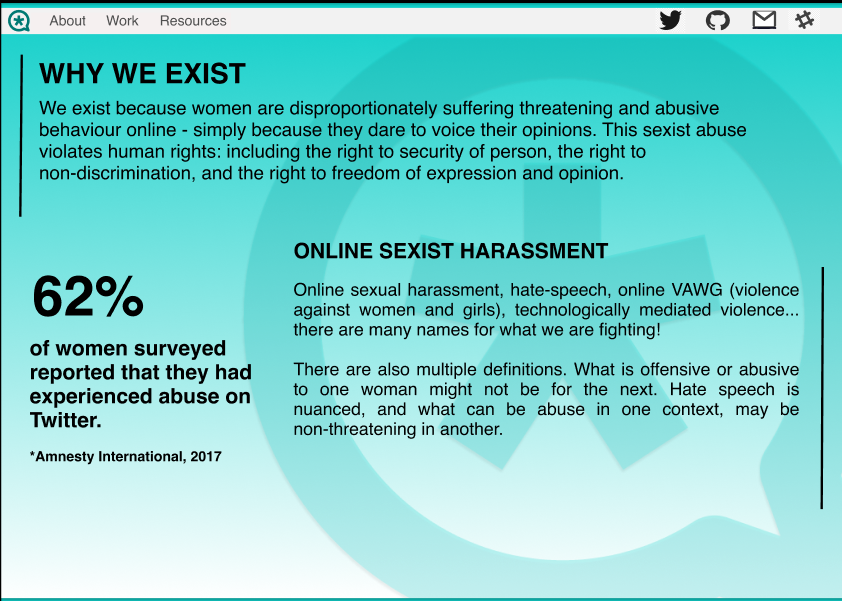 About Work Resources
WHY WE EXIST
We exist because women are disproportionately suffering threatening and abusive
behaviour online - simply because they dare to voice their opinions. This sexist abuse
violates human rights: including the right to security of person, the right to
non-discrimination, and the right to freedom of expression and opinion.
62%
of women surveyed
reported that they had
experienced abuse on
Twitter.
*Amnesty International, 2017
ONLINE SEXIST HARASSMENT
Online sexual harassment, hate-speech, online VAWG (violence
against women and girls), technologically mediated violence...
there are many names for what we are fighting!
There are also multiple definitions. What is offensive or abusive
to one woman might not be for the next. Hate speech is
nuanced, and what can be abuse in one context, may be
non-threatening in another.